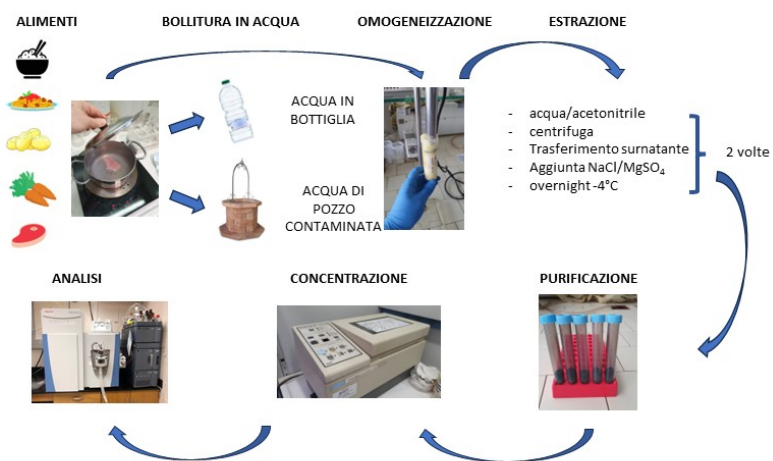 ALIMENTI
BOLLITURA IN ACQUA
OMOGENEIZZAZIONE
ESTRAZIONE
ACQUA IN
BOTTIGLIA
ACQUA DI
POZZO
CONTAMINATA
- acqua/acetonitrile
- centrifuga
- Trasferimento surnatante
- Aggiunta NaCl/MgSO₄
- overnight -4°C
2 volte
ANALISI
CONCENTRAZIONE
PURIFICAZIONE